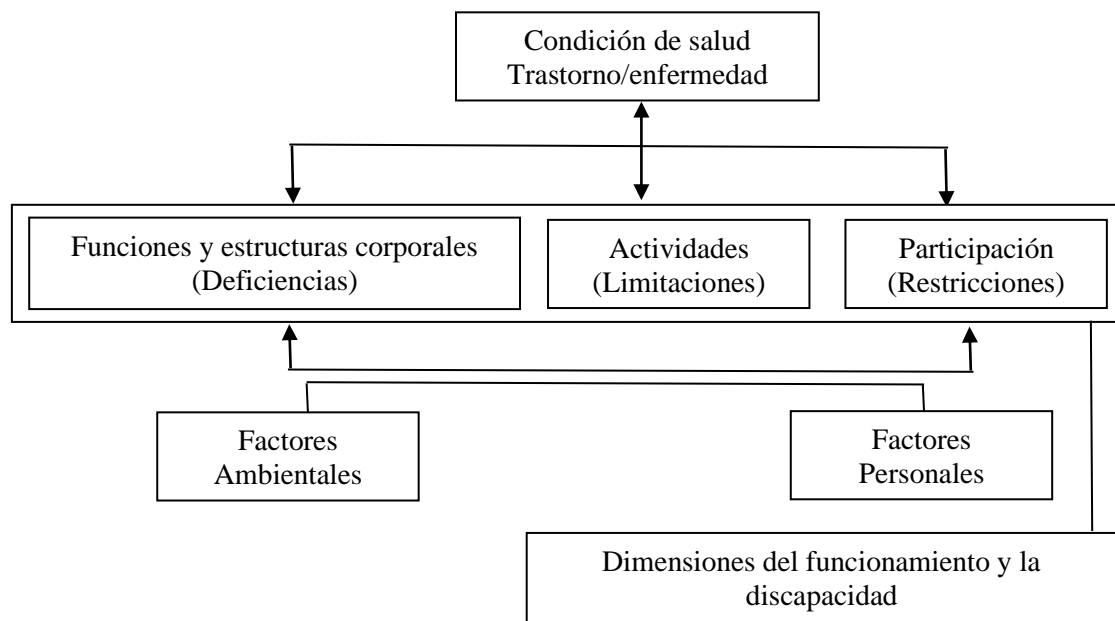 Condición de salud
Trastorno/enfermedad
Funciones y estructuras corporales
(Deficiencias)
Actividades
(Limitaciones)
Participación
(Restricciones)
Factores
Ambientales
Factores
Personales
Dimensiones del funcionamiento y la
discapacidad